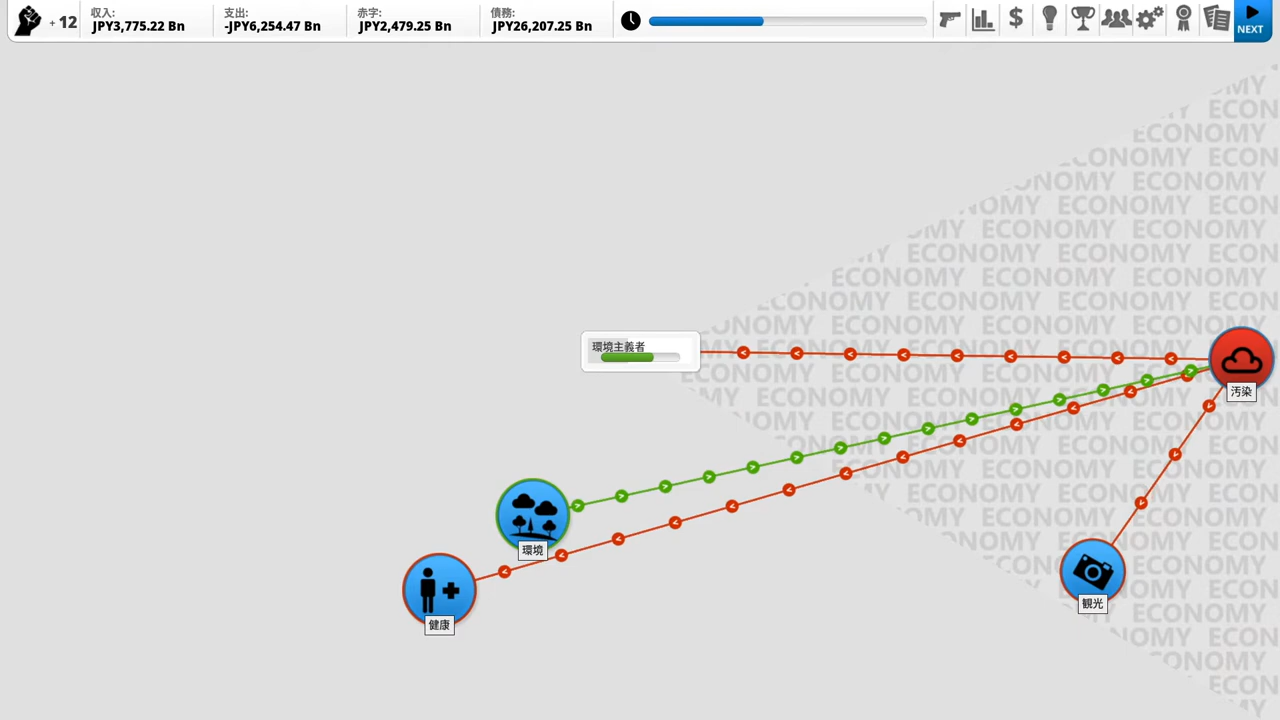 + 12
収入:
JPY3,775.22 Bn
支出:
-JPY6,254.47 Bn
赤字:
JPY2,479.25 Bn
債務:
JPY26,207.25 Bn
NEXT
ECONOMY
環境主義者
汚染
環境
観光
健康